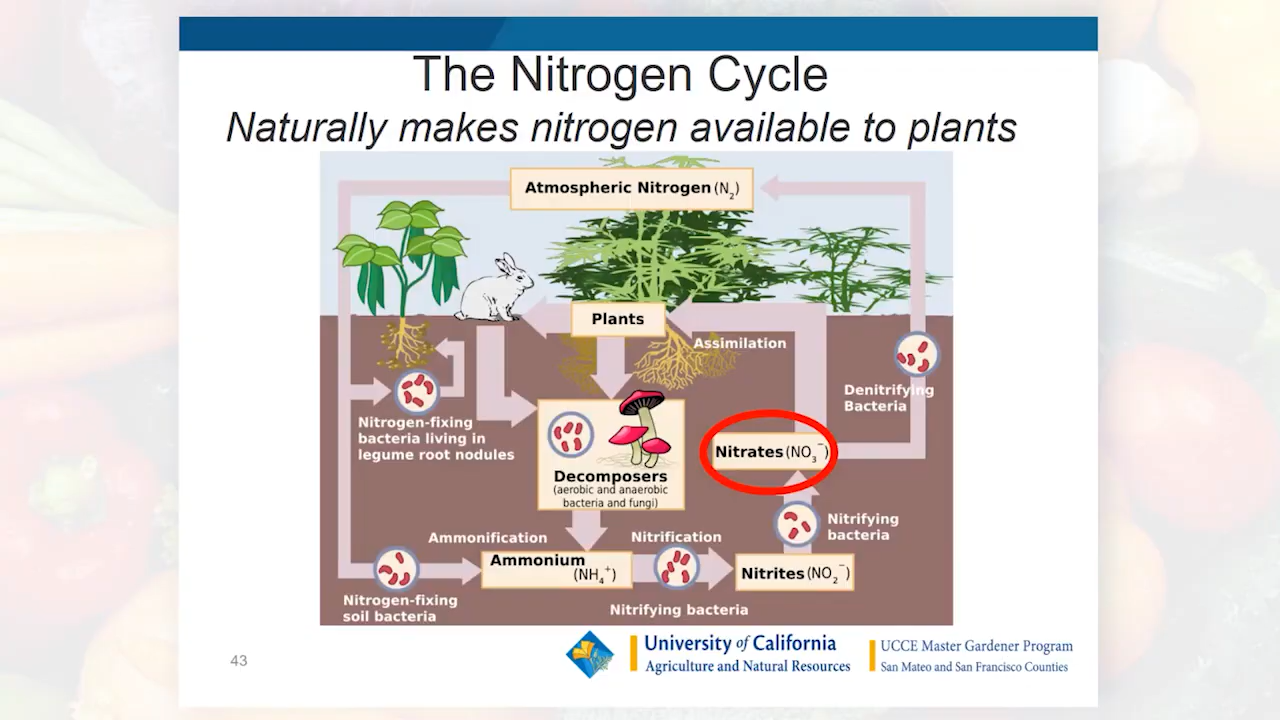 The Nitrogen Cycle
Naturally makes nitrogen available to plants
Atmospheric Nitrogen (N₂)
Plants
Assimilation
Denitrifying
Bacteria
Nitrogen-fixing
bacteria living in
legume root nodules
Nitrates (NO₃⁻)
Decomposers
(aerobic and anaerobic
bacteria and fungi)
Nitrifying
bacteria
Ammonification
Nitrification
Ammonium
(NH₄⁺)
Nitrites (NO₂⁻)
Nitrogen-fixing
soil bacteria
Nitrifying bacteria
43
University of California
Agriculture and Natural Resources
UCCE Master Gardener Program
San Mateo and San Francisco Counties